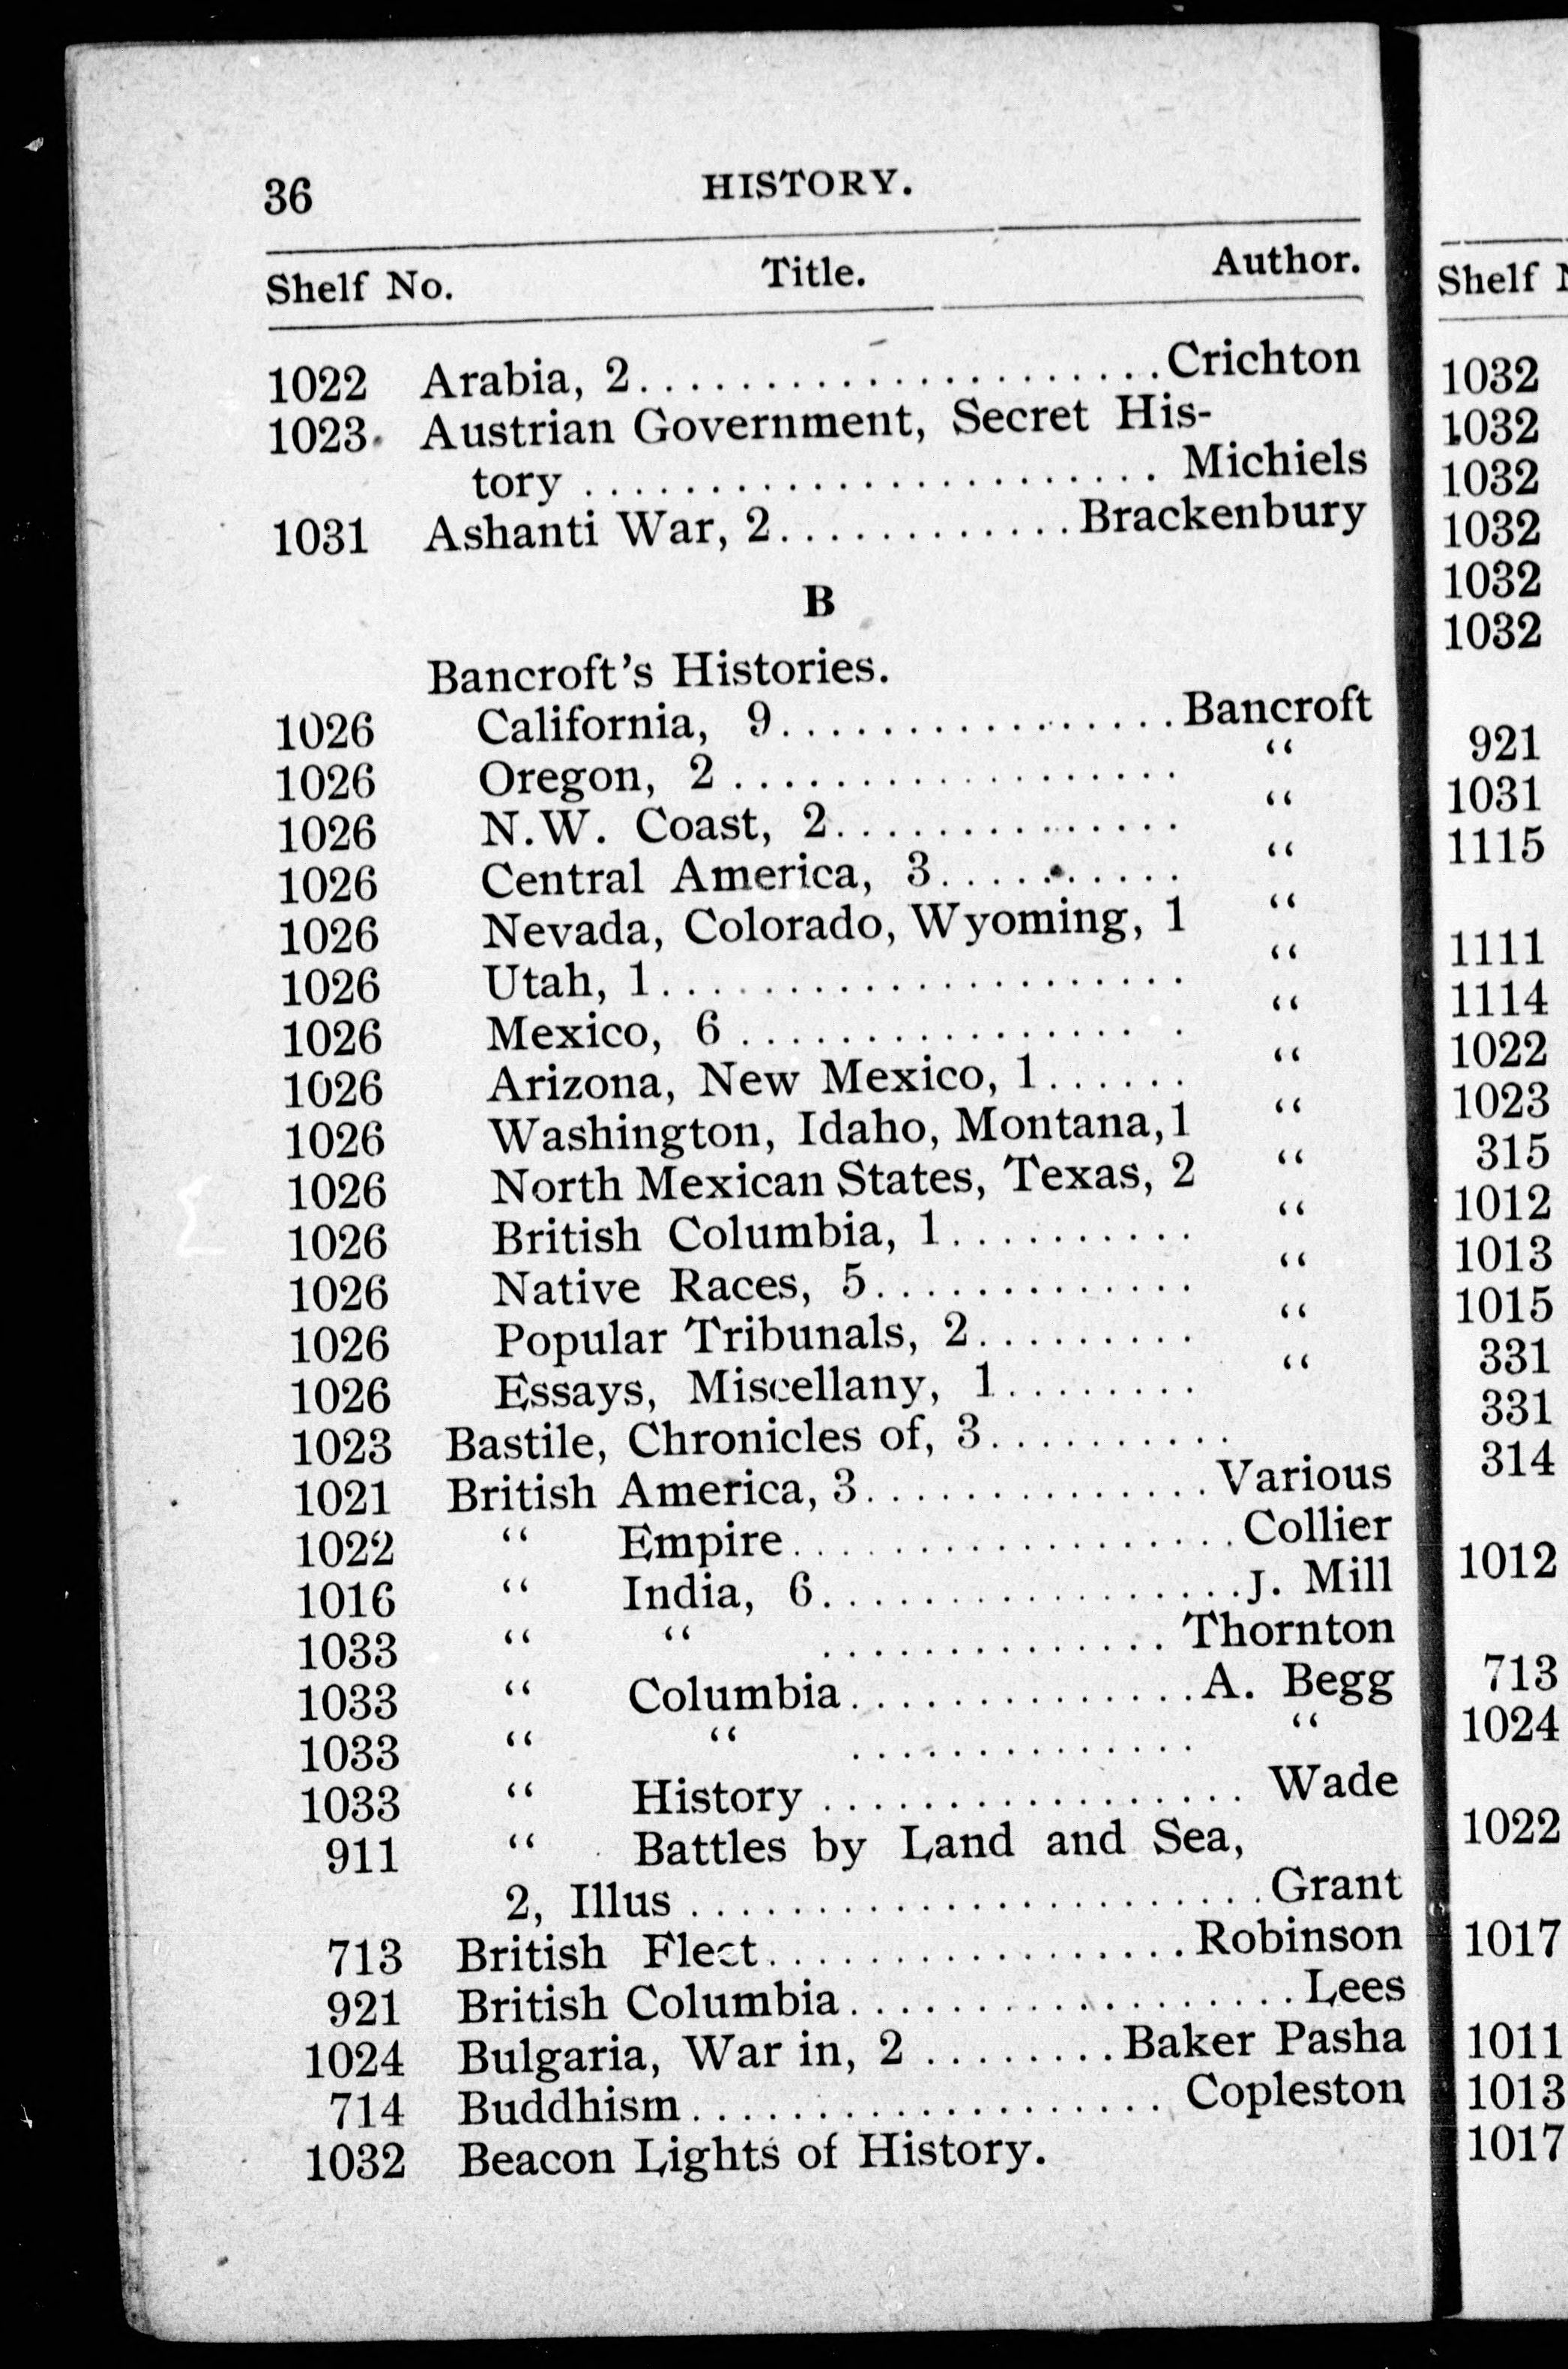 36 HISTORY.
Shelf No. Title. Author.
1022 Arabia, 2.....................Crichton
1023 Austrian Government, Secret His-
tory ....................... Michiels
1031 Ashanti War, 2............Brackenbury
B
Bancroft's Histories.
1026 California, 9................Bancroft
1026 Oregon, 2 .................. “
1026 N.W. Coast, 2.............. “
1026 Central America, 3.......... “
1026 Nevada, Colorado, Wyoming, 1 “
1026 Utah, 1..................... “
1026 Mexico, 6 ................. “
1026 Arizona, New Mexico, 1...... “
1026 Washington, Idaho, Montana, 1 “
1026 North Mexican States, Texas, 2 “
1026 British Columbia, 1.......... “
1026 Native Races, 5............. “
1026 Popular Tribunals, 2......... “
1026 Essays, Miscellany, 1........ “
1023 Bastile, Chronicles of, 3..........
1021 British America, 3..............Various
1022 “ Empire..................Collier
1016 “ India, 6.................J. Mill
1033 “ “ .............. Thornton
1033 “ Columbia..............A. Begg
1033 “ “ .............. “
1033 “ History ................. Wade
911 “ Battles by Land and Sea,
2, Illus .......................Grant
713 British Fleet.................Robinson
921 British Columbia..................Lees
1024 Bulgaria, War in, 2 ........Baker Pasha
714 Buddhism................... Copleston
1032 Beacon Lights of History.
Shelf
1032
1032
1032
1032
1032
1032
921
1031
1115
1111
1114
1022
1023
315
1012
1013
1015
331
331
314
1012
713
1024
1022
1017
1011
1013
1017